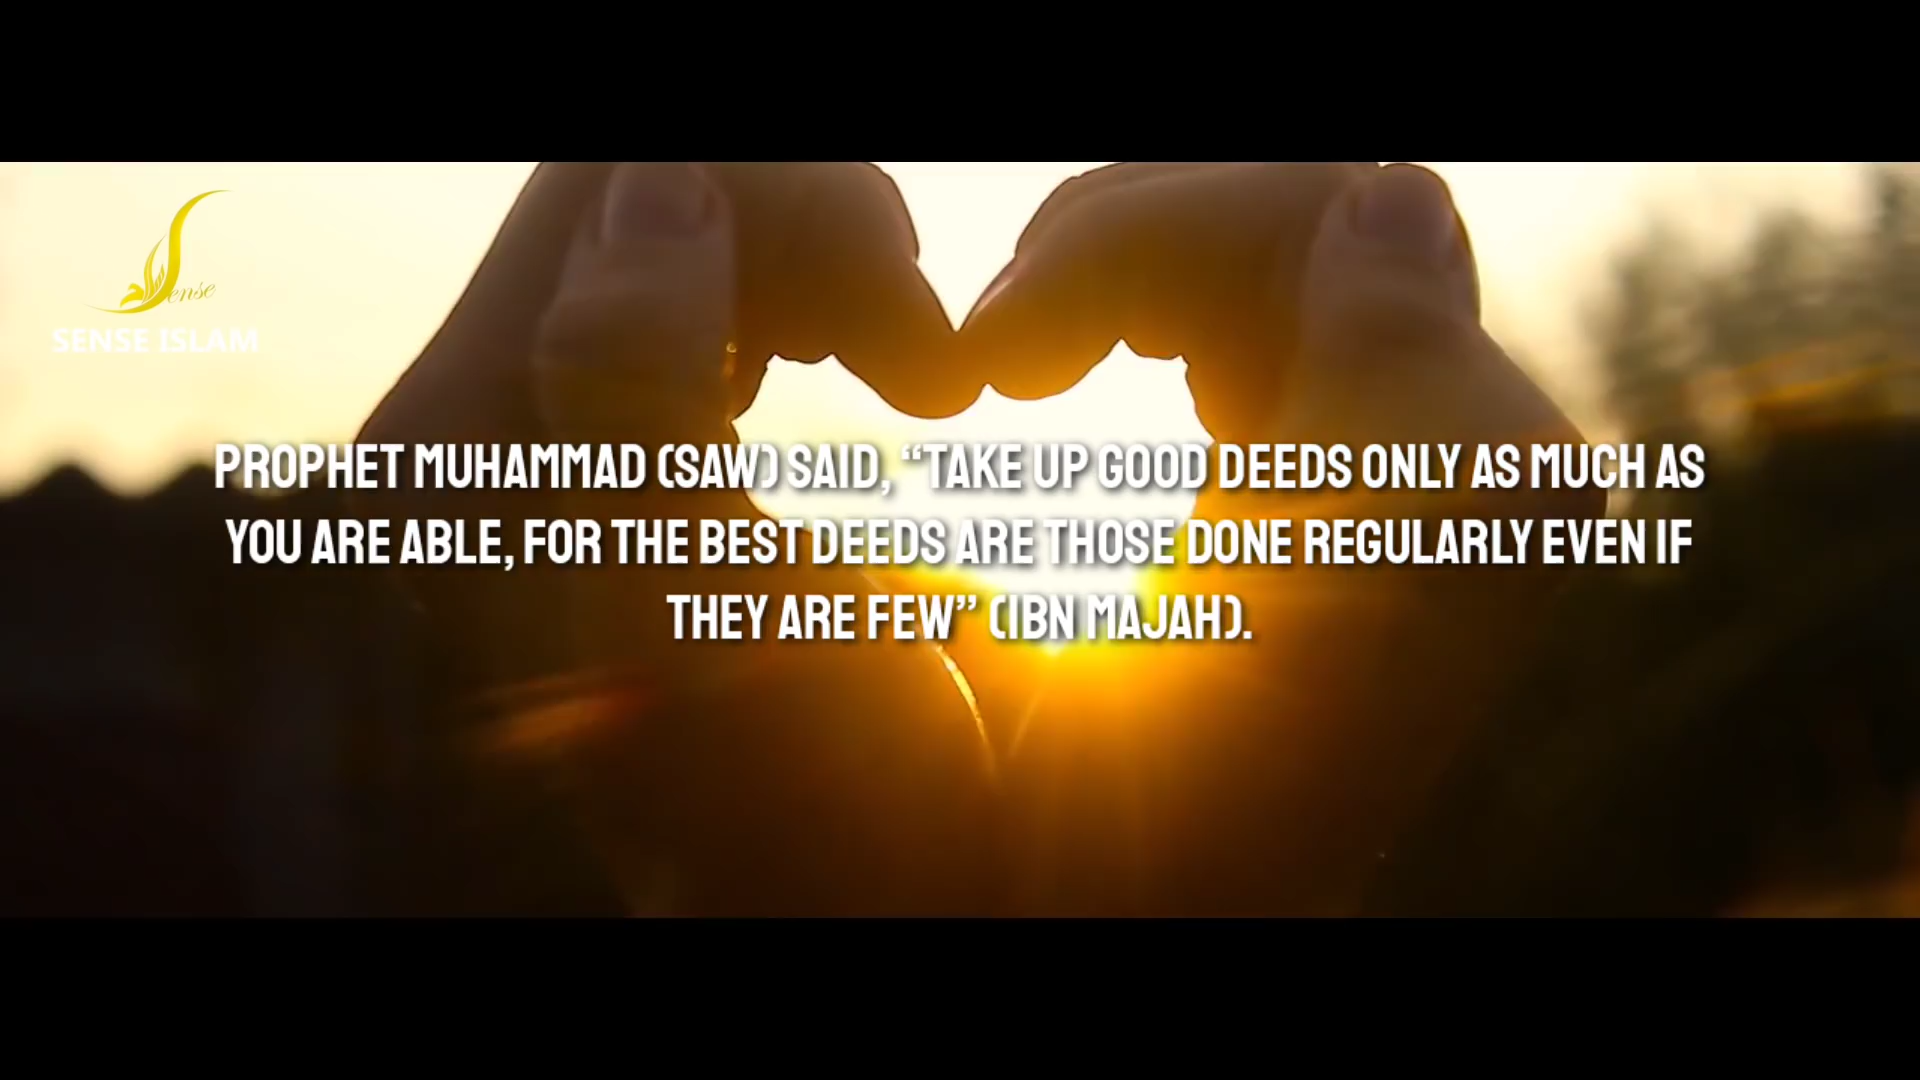 ense
SENSE ISLAM
PROPHET MUHAMMAD (SAW) SAID, “TAKE UP GOOD DEEDS ONLY AS MUCH AS
YOU ARE ABLE, FOR THE BEST DEEDS ARE THOSE DONE REGULARLY EVEN IF
THEY ARE FEW” (IBN MAJAH).